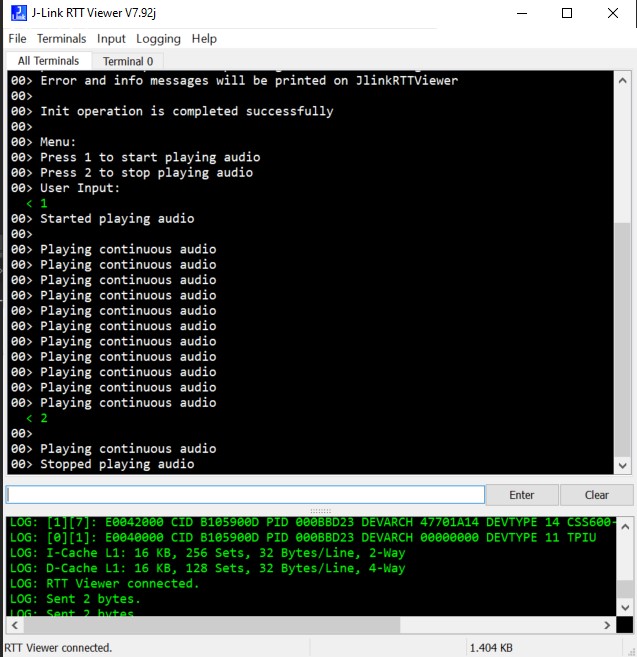 J-Link RTT Viewer V7.92j
File Terminals Input Logging Help
All Terminals Terminal 0
00> Error and info messages will be printed on JlinkRTTViewer
00>
00> Init operation is completed successfully
00>
00> Menu:
00> Press 1 to start playing audio
00> Press 2 to stop playing audio
00> User Input:
< 1
00> Started playing audio
00>
00> Playing continuous audio
00> Playing continuous audio
00> Playing continuous audio
00> Playing continuous audio
00> Playing continuous audio
00> Playing continuous audio
00> Playing continuous audio
00> Playing continuous audio
00> Playing continuous audio
00> Playing continuous audio
00> Playing continuous audio
< 2
00>
00> Playing continuous audio
00> Stopped playing audio
Enter Clear
LOG: [1][7]: E0042000 CID B105900D PID 000BBD23 DEVARCH 47701A14 DEVTYPE 14 CSS600-
LOG: [0][1]: E0040000 CID B105900D PID 000BBD23 DEVARCH 00000000 DEVTYPE 11 TPIU
LOG: I-Cache L1: 16 KB, 256 Sets, 32 Bytes/Line, 2-Way
LOG: D-Cache L1: 16 KB, 128 Sets, 32 Bytes/Line, 4-Way
LOG: RTT Viewer connected.
LOG: Sent 2 bytes.
LOG: Sent 2 bytes
RTT Viewer connected. 1.404 KB